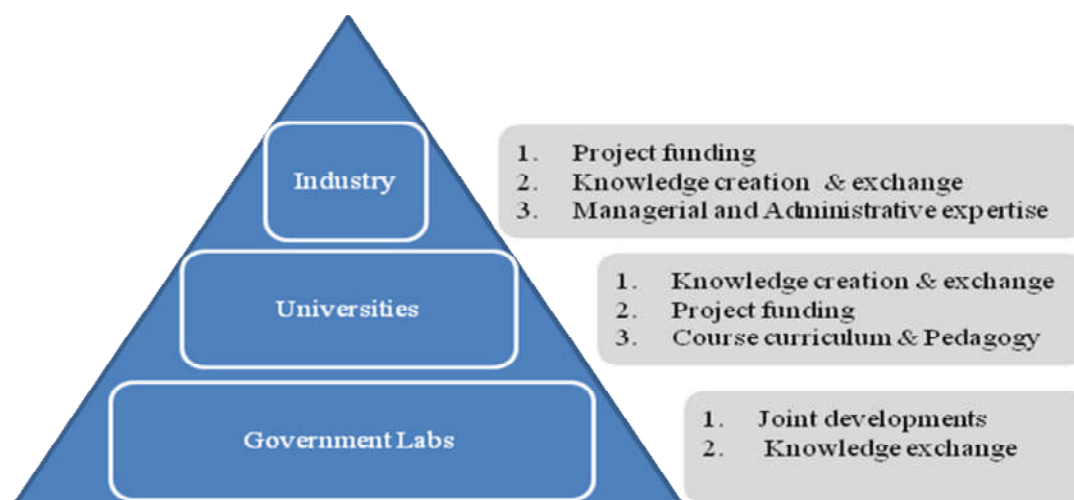 Industry
1. Project funding
2. Knowledge creation & exchange
3. Managerial and Administrative expertise
Universities
1. Knowledge creation & exchange
2. Project funding
3. Course curriculum & Pedagogy
Government Labs
1. Joint developments
2. Knowledge exchange